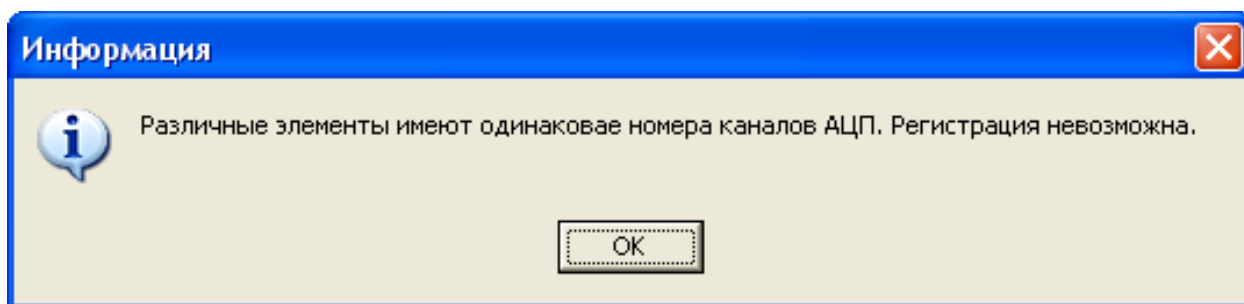 Информация
Различные элементы имеют одинаковае номера каналов АЦП. Регистрация невозможна.
OK